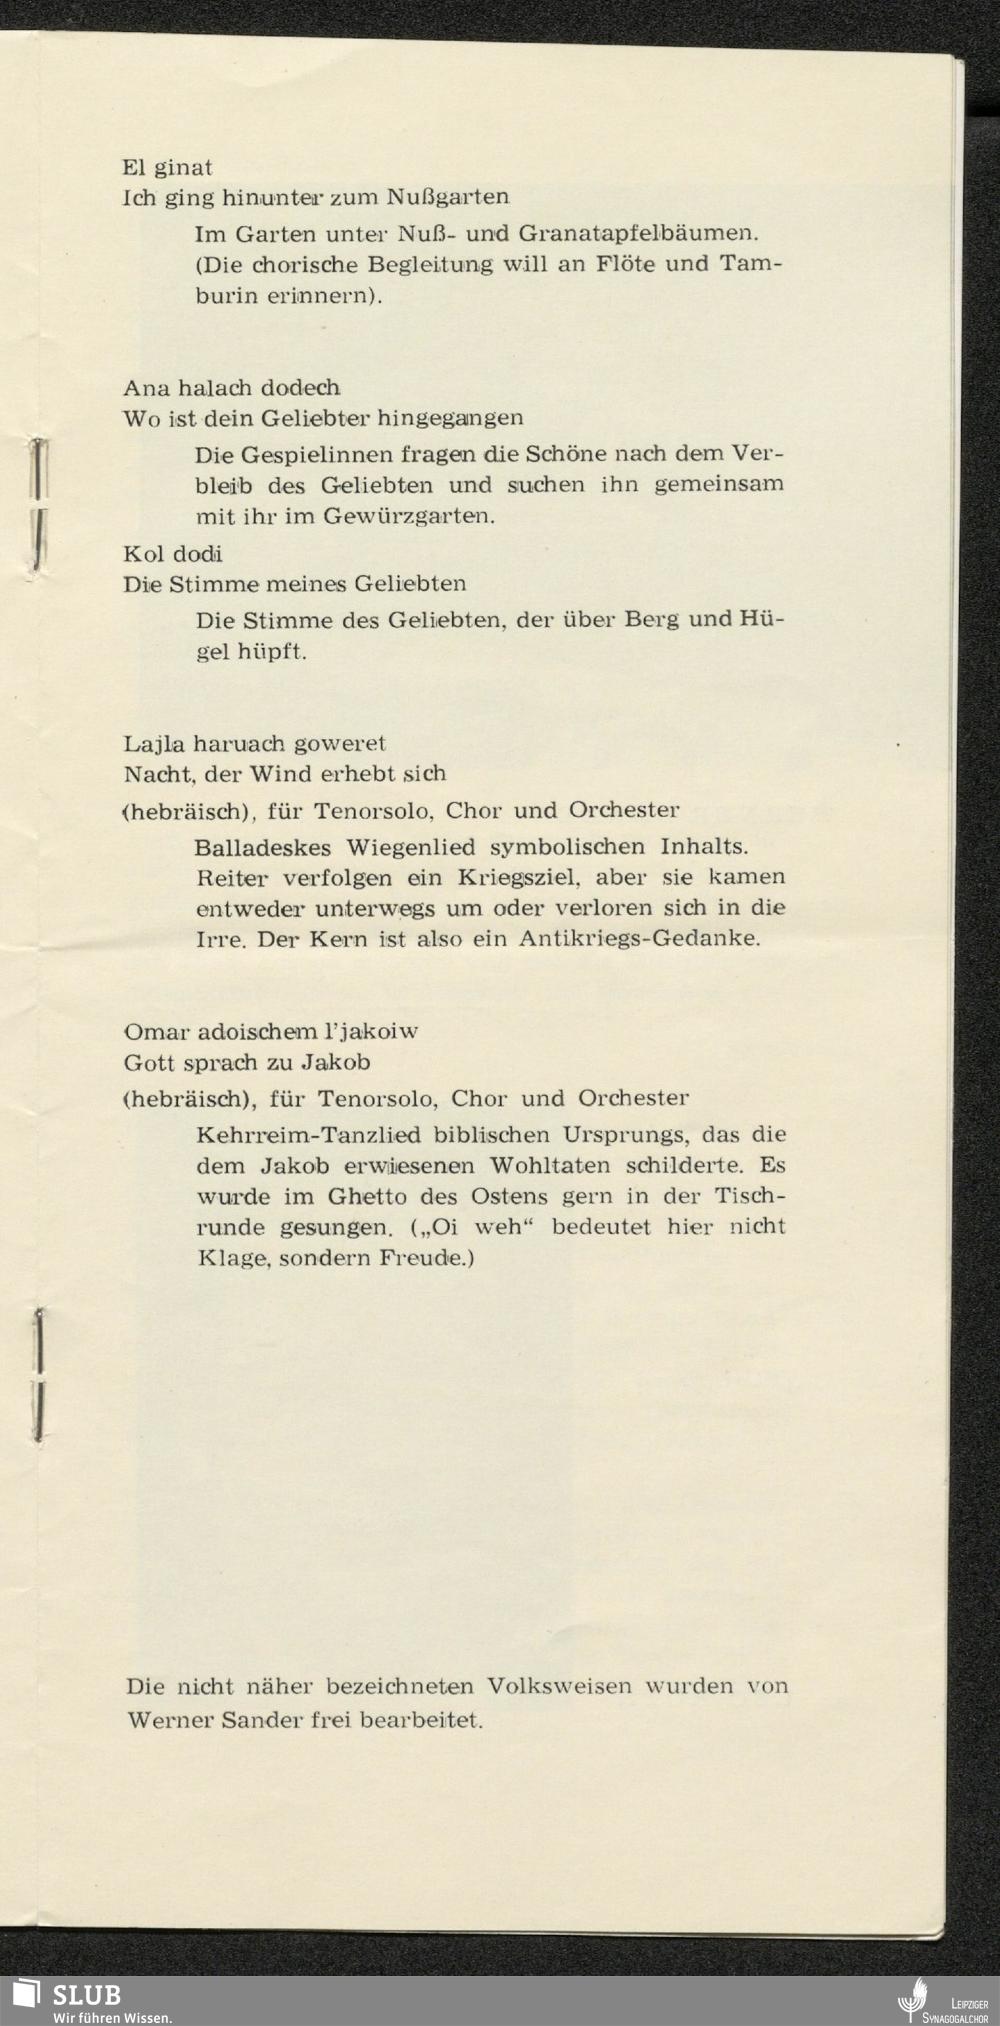 El ginat
Ich ging hinunter zum Nußgarten
Im Garten unter Nuß- und Granatapfelbäumen.
(Die chorische Begleitung will an Flöte und Tam-
burin erinnern).
Ana halach dodech
Wo ist dein Geliebter hingegangen
Die Gespielinnen fragen die Schöne nach dem Ver-
bleib des Geliebten und suchen ihn gemeinsam
mit ihr im Gewürzgarten.
Kol dodi
Die Stimme meines Geliebten
Die Stimme des Geliebten, der über Berg und Hü-
gel hüpft.
Lajla haruach goweret
Nacht, der Wind erhebt sich
(hebräisch), für Tenorsolo, Chor und Orchester
Balladeskes Wiegenlied symbolischen Inhalts.
Reiter verfolgen ein Kriegsziel, aber sie kamen
entweder unterwegs um oder verloren sich in die
Irre. Der Kern ist also ein Antikriegs-Gedanke.
Omar adoischem l'jakoiw
Gott sprach zu Jakob
(hebräisch), für Tenorsolo, Chor und Orchester
Kehrreim-Tanzlied biblischen Ursprungs, das die
dem Jakob erwiesenen Wohltaten schilderte. Es
wurde im Ghetto des Ostens gern in der Tisch-
runde gesungen. („Oi weh“ bedeutet hier nicht
Klage, sondern Freude.)
Die nicht näher bezeichneten Volksweisen wurden von
Werner Sander frei bearbeitet.
SLUB
Wir führen Wissen.
LEIPZIGER
SYNAGOGALCHOR